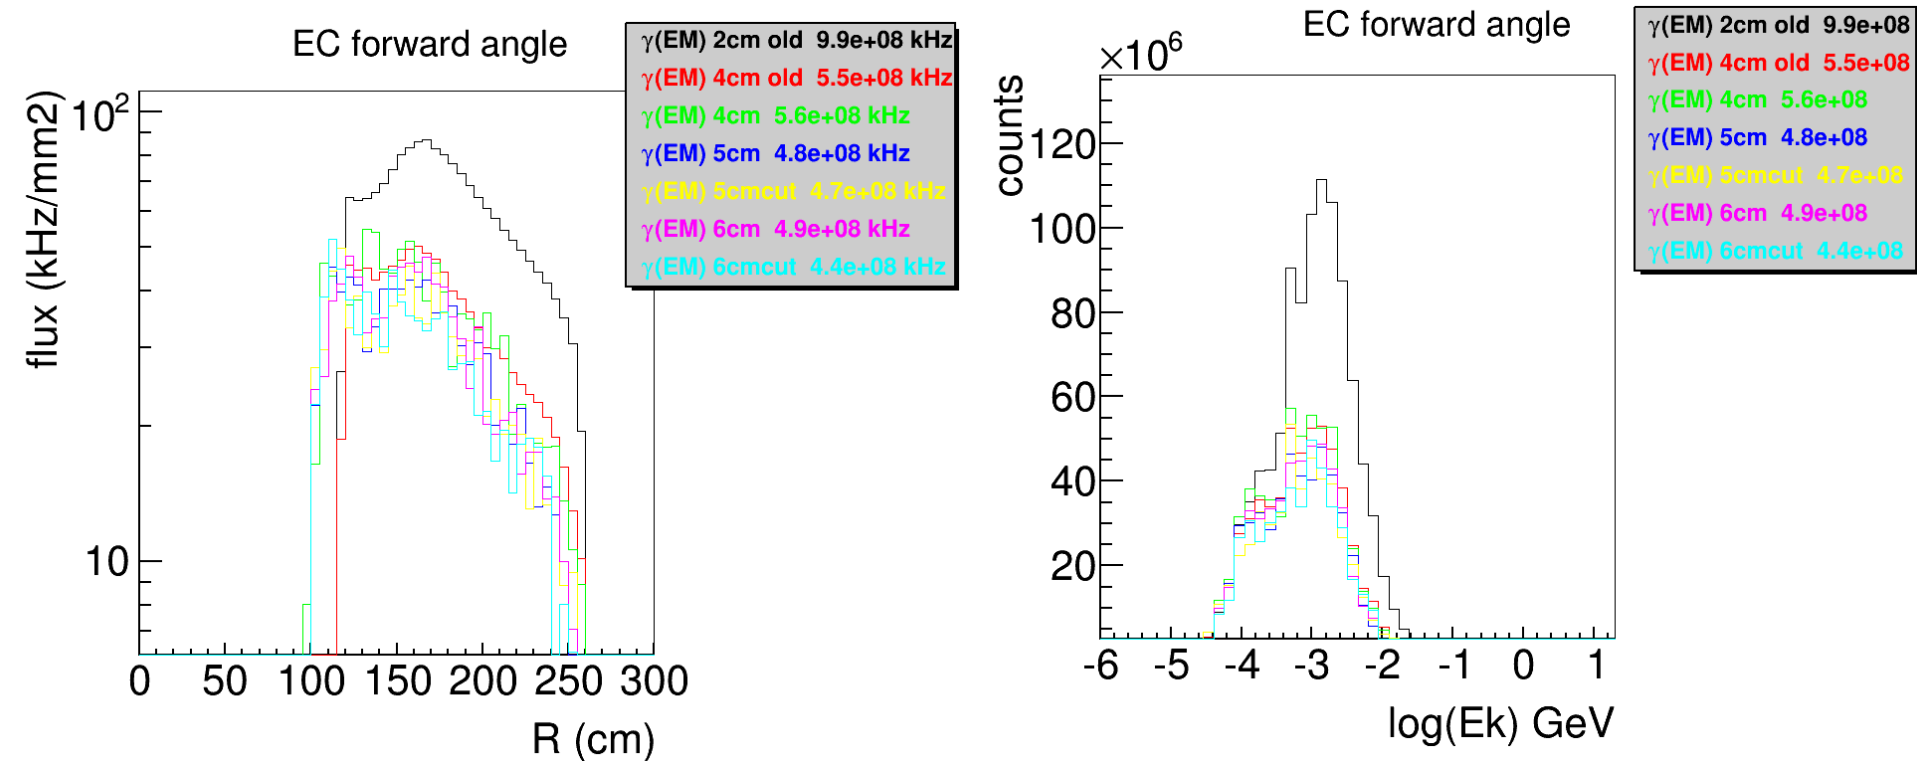 EC forward angle
flux (kHz/mm2)
10²
10
0 50 100 150 200 250 300
R (cm)
γ(EM) 2cm old 9.9e+08 kHz
γ(EM) 4cm old 5.5e+08 kHz
γ(EM) 4cm 5.6e+08 kHz
γ(EM) 5cm 4.8e+08 kHz
γ(EM) 5cmcut 4.7e+08 kHz
γ(EM) 6cm 4.9e+08 kHz
γ(EM) 6cmcut 4.4e+08 kHz
EC forward angle
×10⁶
counts
120
100
80
60
40
20
-6 -5 -4 -3 -2 -1 0 1
log(Ek) GeV
γ(EM) 2cm old 9.9e+08
γ(EM) 4cm old 5.5e+08
γ(EM) 4cm 5.6e+08
γ(EM) 5cm 4.8e+08
γ(EM) 5cmcut 4.7e+08
γ(EM) 6cm 4.9e+08
γ(EM) 6cmcut 4.4e+08